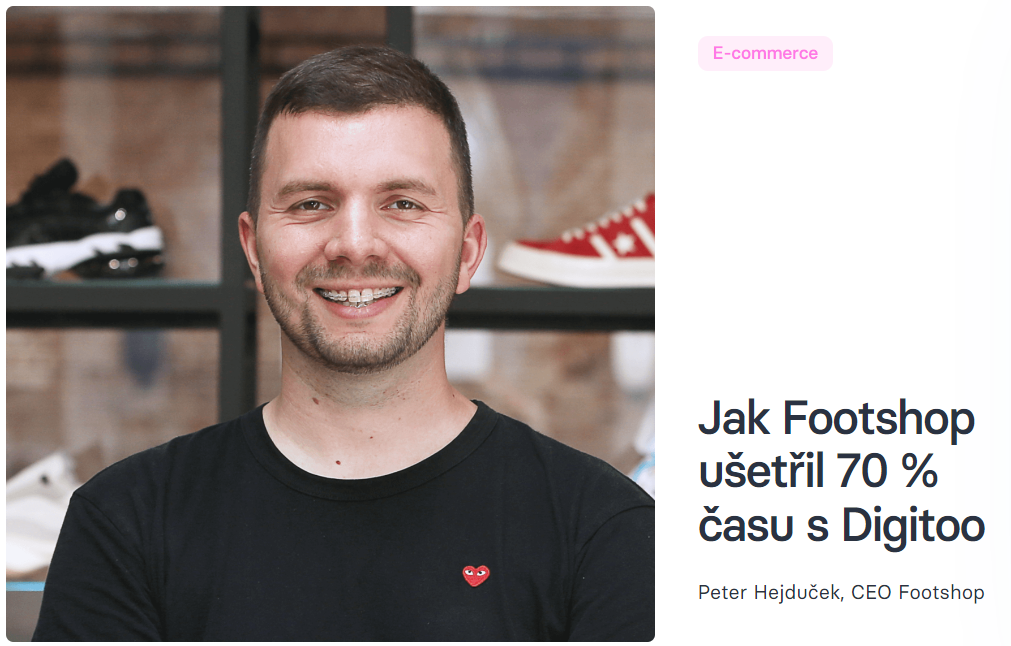 E-commerce
Jak Footshop
ušetřil 70 %
času s Digitoo
Peter Hejduček, CEO Footshop